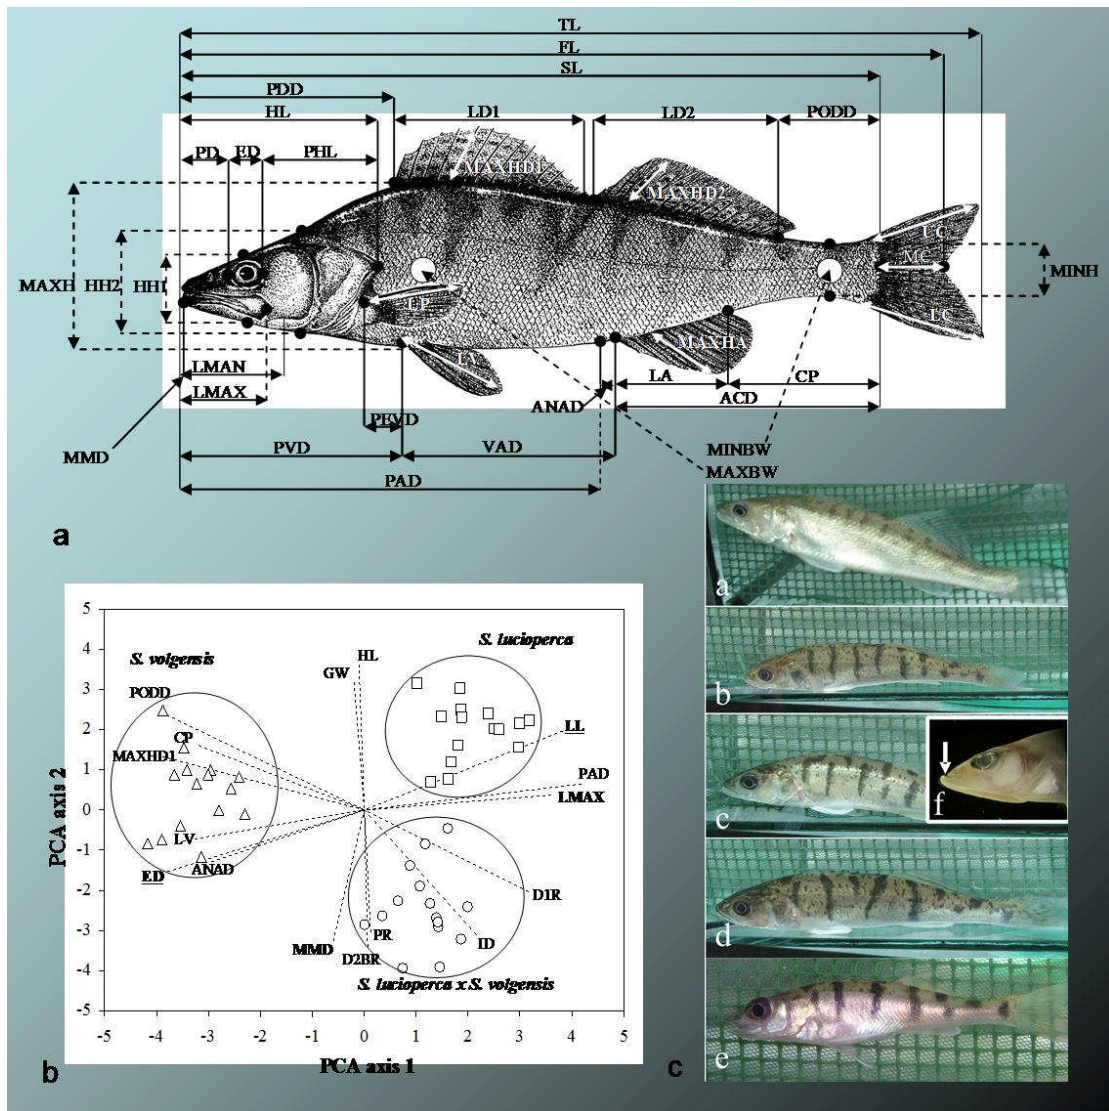 TL
FL
SL
PDD
HL LD1 LD2 PODD
PD ED PHL
MAXHD1
MAXHD2
UC
MC
MAXH HH2 HH1 MINH
LP
LC
LV
MAXHA
LMAN
LMAX
LA CP
ANAD ACD
PEVD
MMD PVD VAD MINBW
MAXBW
PAD
a
a
b
c
f
d
e
c
5
4
3
2
1
0
-1
-2
-3
-4
-5
PCA axis 2
S. lucioperca
S. volgensis
HL
GW
PODD
CP
LL
MAXHD1
PAD
LMAX
LV
ANAD
ED
D1R
PR
MMD ID
D2BR
S. lucioperca x S. volgensis
-5 -4 -3 -2 -1 0 1 2 3 4 5
PCA axis 1
b